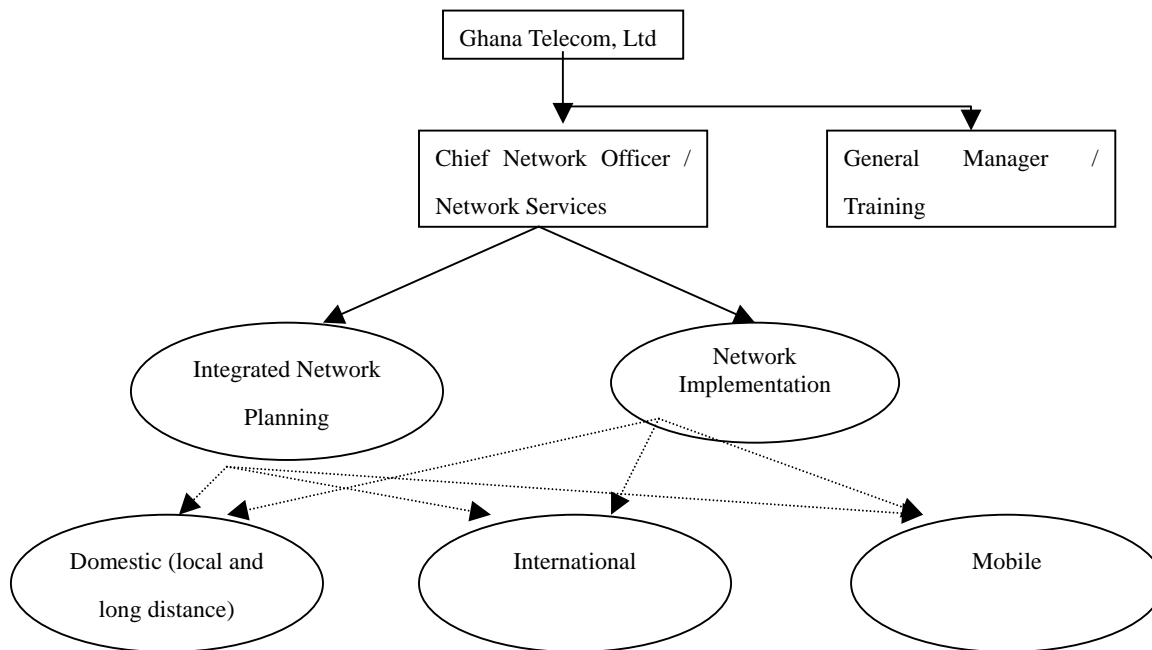 Ghana Telecom, Ltd
Chief Network Officer /
Network Services
General Manager /
Training
Integrated Network
Planning
Network
Implementation
Domestic (local and
long distance)
International
Mobile